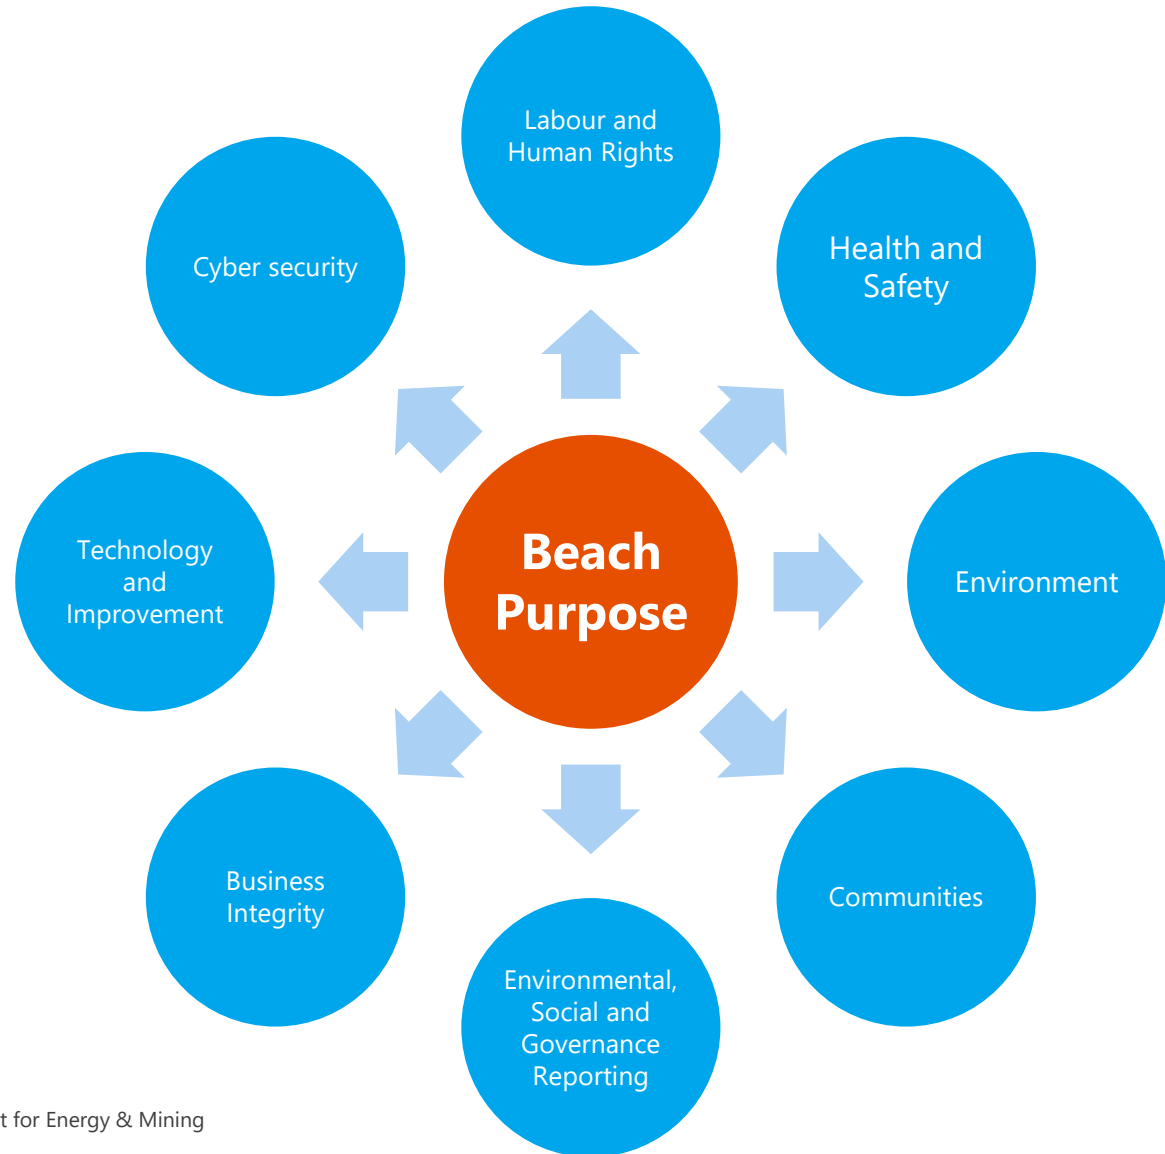 Labour and
Human Rights
Health and
Safety
Environment
Communities
Environmental,
Social and
Governance
Reporting
Business
Integrity
Technology
and
Improvement
Cyber security
Beach
Purpose
t for Energy & Mining